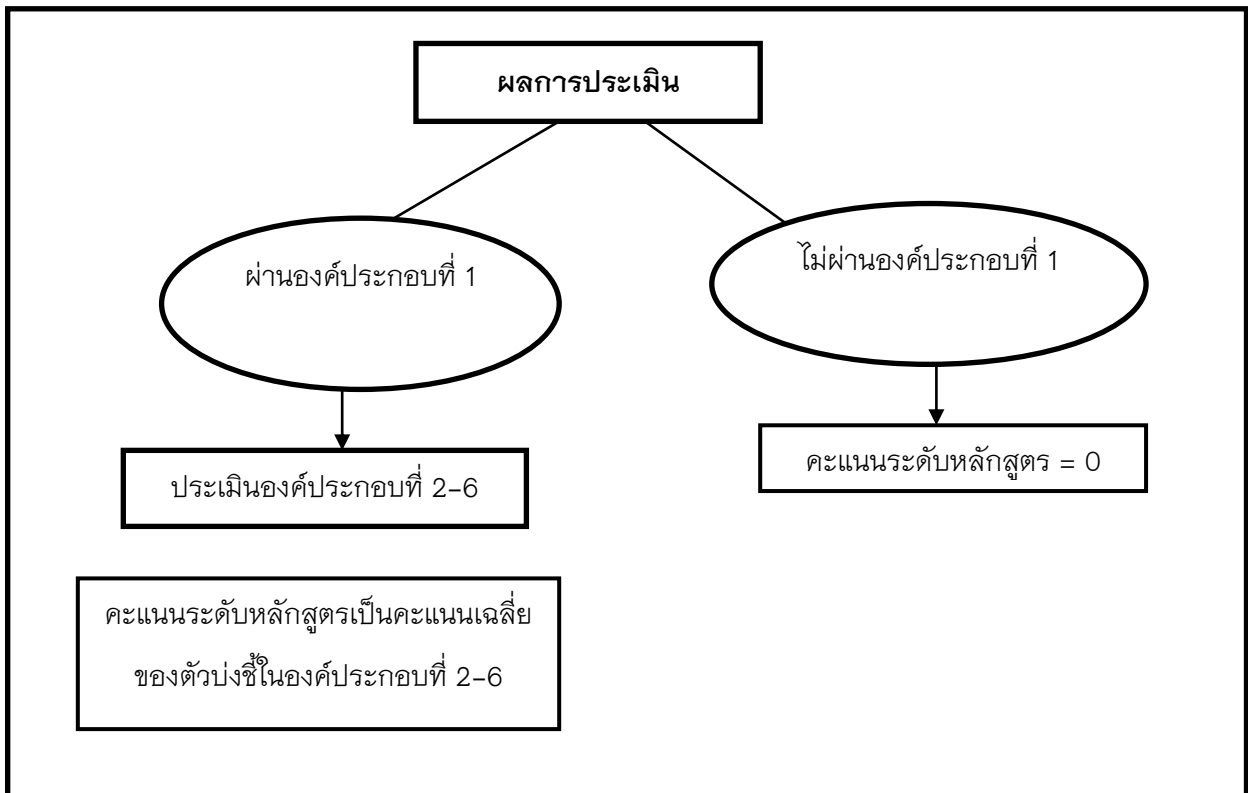 ผลการประเมิน
ผ่านองค์ประกอบที่ 1
ไม่ผ่านองค์ประกอบที่ 1
ประเมินองค์ประกอบที่ 2-6
คะแนนระดับหลักสูตร = 0
คะแนนระดับหลักสูตรเป็นคะแนนเฉลี่ย
ของตัวบ่งชี้ในองค์ประกอบที่ 2-6